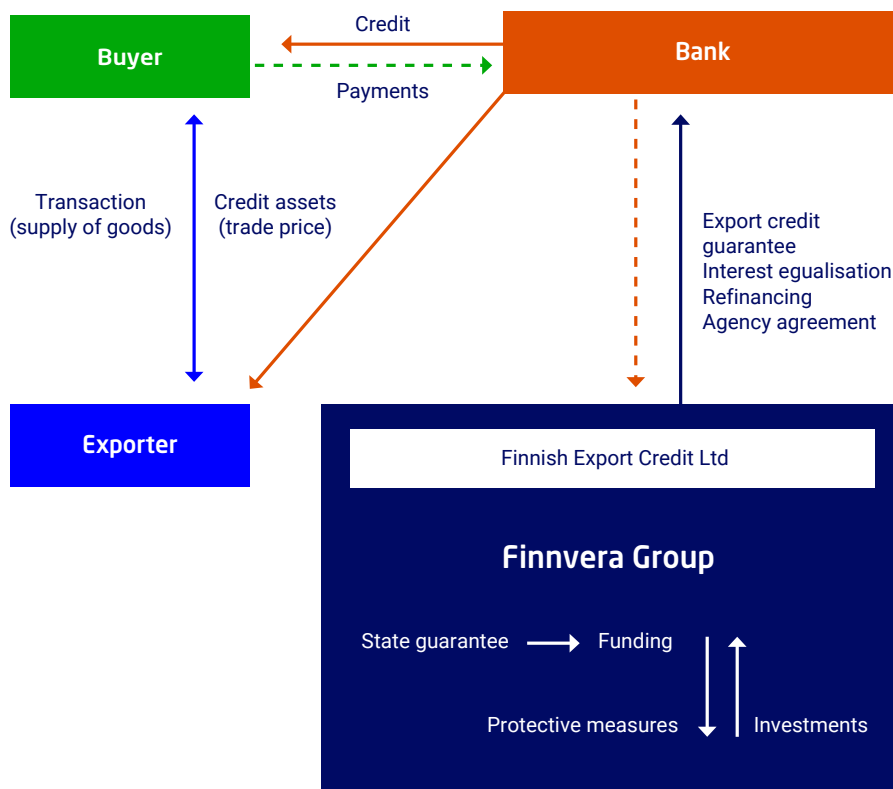 Buyer
Credit
Payments
Bank
Transaction
(supply of goods)
Credit assets
(trade price)
Export credit
guarantee
Interest egualisation
Refinancing
Agency agreement
Exporter
Finnish Export Credit Ltd
Finnvera Group
State guarantee
Funding
Protective measures
Investments